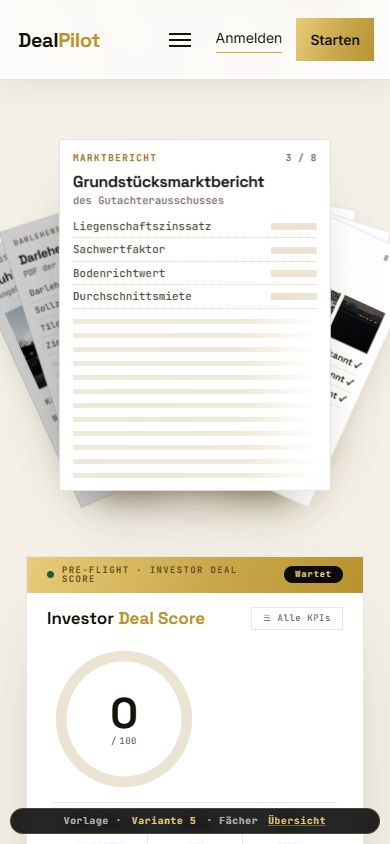 DealPilot
Anmelden
Starten
MARKTBERICHT 3 / 8
Grundstücksmarktbericht
des Gutachterausschusses
Liegenschaftszinssatz
Sachwertfaktor
Bodenrichtwert
Durchschnittsmiete
PRE-FLIGHT · INVESTOR DEAL
SCORE
Wartet
Investor Deal Score
☰ Alle KPIs
0
/ 100
Vorlage · Variante 5 · Fächer Übersicht